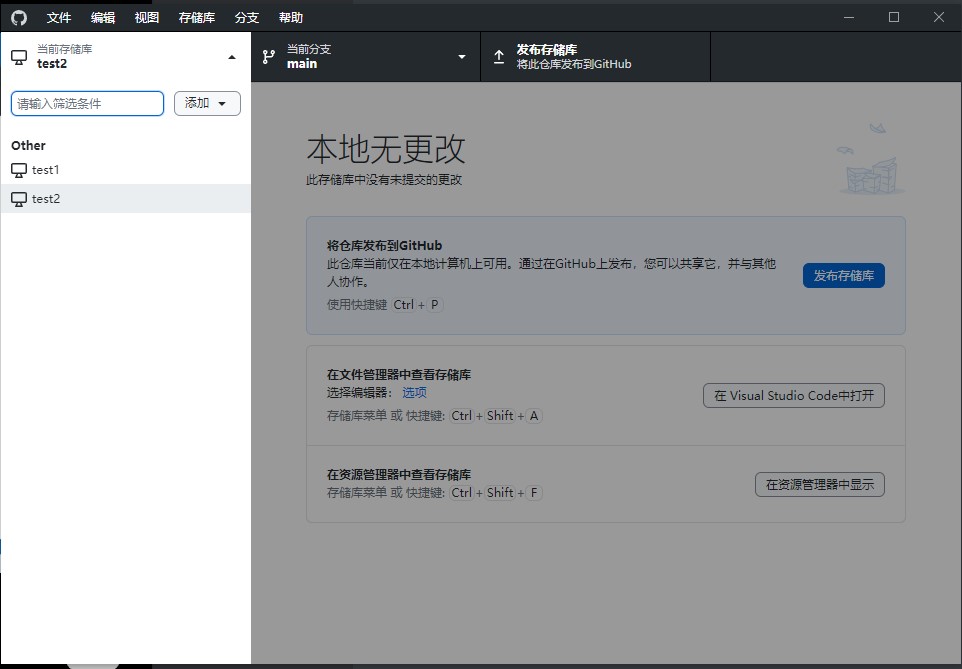 文件 编辑 视图 存储库 分支 帮助
当前存储库
test2
当前分支
main
发布存储库
将此仓库发布到GitHub
请输入筛选条件
添加
Other
test1
test2
本地无更改
此存储库中没有未提交的更改
将仓库发布到GitHub
此仓库当前仅在本地计算机上可用。通过在GitHub上发布，您可以共享它，并与其他
人协作。
使用快捷键 Ctrl + P
发布存储库
在文件管理器中查看存储库
选择编辑器： 选项
存储库菜单 或 快捷键: Ctrl + Shift + A
在 Visual Studio Code中打开
在资源管理器中查看存储库
存储库菜单 或 快捷键: Ctrl + Shift + F
在资源管理器中显示